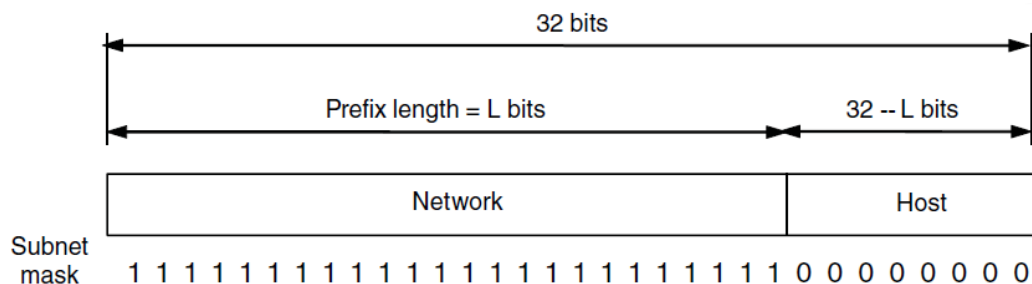 32 bits
Prefix length = L bits
32 -- L bits
Network
Host
Subnet
mask
1 1 1 1 1 1 1 1 1 1 1 1 1 1 1 1 1 1 1 1 1 1 1 1 0 0 0 0 0 0 0 0